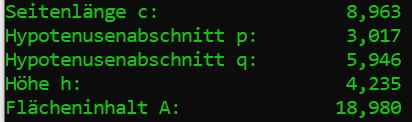 Seitenlänge c: 8,963
Hypotenusenabschnitt p: 3,017
Hypotenusenabschnitt q: 5,946
Höhe h: 4,235
Flächeninhalt A: 18,980